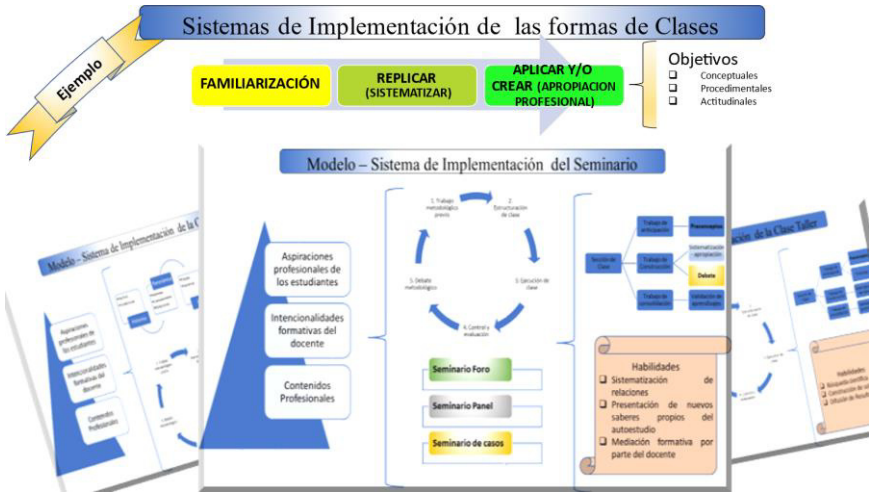 Sistemas de Implementación de las formas de Clases
Ejemplo
FAMILIARIZACIÓN
REPLICAR
(SISTEMATIZAR)
APLICAR Y/O
CREAR (APROPIACION
PROFESIONAL)
Objetivos
Conceptuales
Procedimentales
Actitudinales
Modelo – Sistema de Implementación del Seminario
Aspiraciones
profesionales de
los estudiantes
Intencionalidades
formativas del
docente
Contenidos
Profesionales
1. Trabajo
metodológico
previo
2.
Estructuración
de clase
3. Ejecución de
clase
4. Control y
evaluación
5. Debate
metodológico
Seminario Foro
Seminario Panel
Seminario de casos
Sección de
Clase
Trabajo de
anticipación
Preconceptos
Trabajo de
Construcción
Sistematización
apropiación
Debate
Trabajo de
consolidación
Validación de
aprendizajes
Habilidades
Sistematización de
relaciones
Presentación de nuevos
saberes propios del
autoestudio
Mediación formativa por
parte del docente
Modelo – Sistema de Implementación de la C
Aspiraciones
profesionales de
los estudiantes
Intencionalidades
formativas del
docente
Contenidos
Profesionales
ación de la Clase Taller
Habilidades
Búsqueda científica